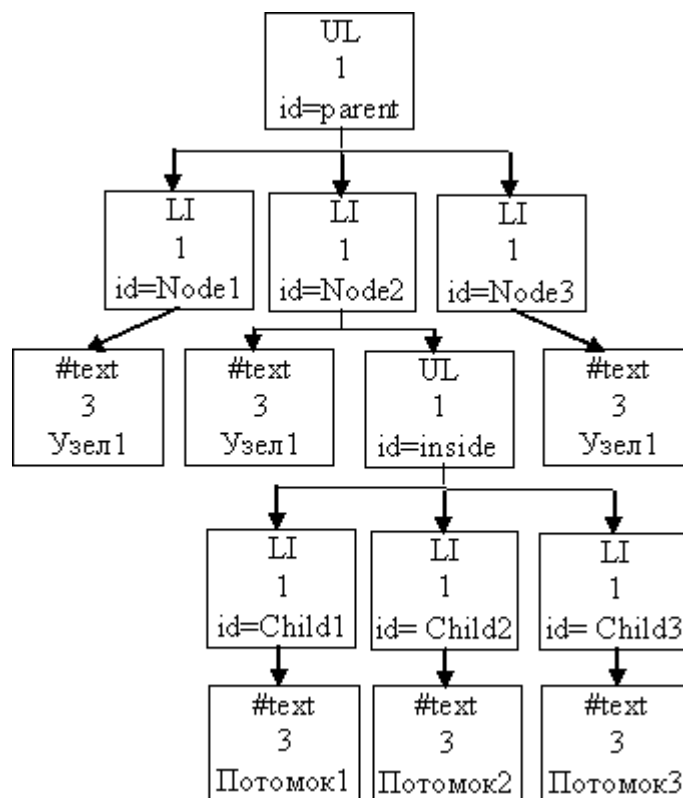 UL
1
id=parent
LI
1
id=Node1
LI
1
id=Node2
LI
1
id=Node3
#text
3
Узел1
#text
3
Узел1
UL
1
id=inside
#text
3
Узел1
LI
1
id=Child1
LI
1
id= Child2
LI
1
id= Child3
#text
3
Потомок1
#text
3
Потомок2
#text
3
Потомок3